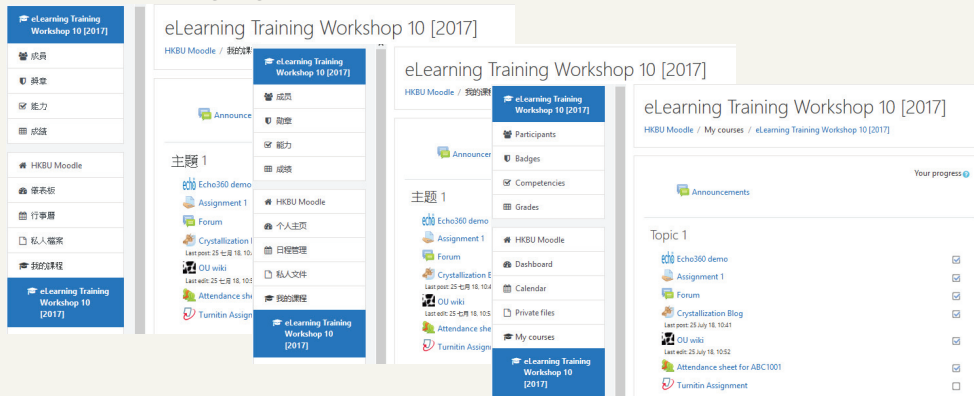 eLearning Training
Workshop 10 [2017]
成員
獎章
能力
成績
HKBU Moodle
儀表板
行事曆
私人檔案
我的課程
eLearning Training
Workshop 10
[2017]
eLearning Training Workshop 10 [2017]
HKBU Moodle / 我的課
Announce
主題 1
Echo360 demo
Assignment 1
Forum
Crystallization
Last post: 25 七月 18, 10:
OU wiki
Last edit: 25 七月 18, 10:5
Attendance she
Turnitin Assign
eLearning Training
Workshop 10 [2017]
成员
勋章
能力
成绩
HKBU Moodle
个人主页
日程管理
私人文件
我的课程
eLearning Training
Workshop 10
[2017]
eLearning Training Workshop 10 [2017]
HKBU Moodle / 我的课程
Announcer
主题 1
Echo360 demo
Assignment 1
Forum
Crystallization
Last post: 25 七月 18, 10:4
OU wiki
Last edit: 25 七月 18, 10:5
Attendance she
Turnitin Assign
eLearning Training
Workshop 10 [2017]
Participants
Badges
Competencies
Grades
HKBU Moodle
Dashboard
Calendar
Private files
My courses
eLearning Training
Workshop 10
[2017]
eLearning Training Workshop 10 [2017]
HKBU Moodle / My courses / eLearning Training Workshop 10 [2017]
Your progress
Announcements
Topic 1
Echo360 demo
Assignment 1
Forum
Crystallization Blog
Last post: 25 July 18, 10:41
OU wiki
Last edit: 25 July 18, 10:52
Attendance sheet for ABC1001
Turnitin Assignment